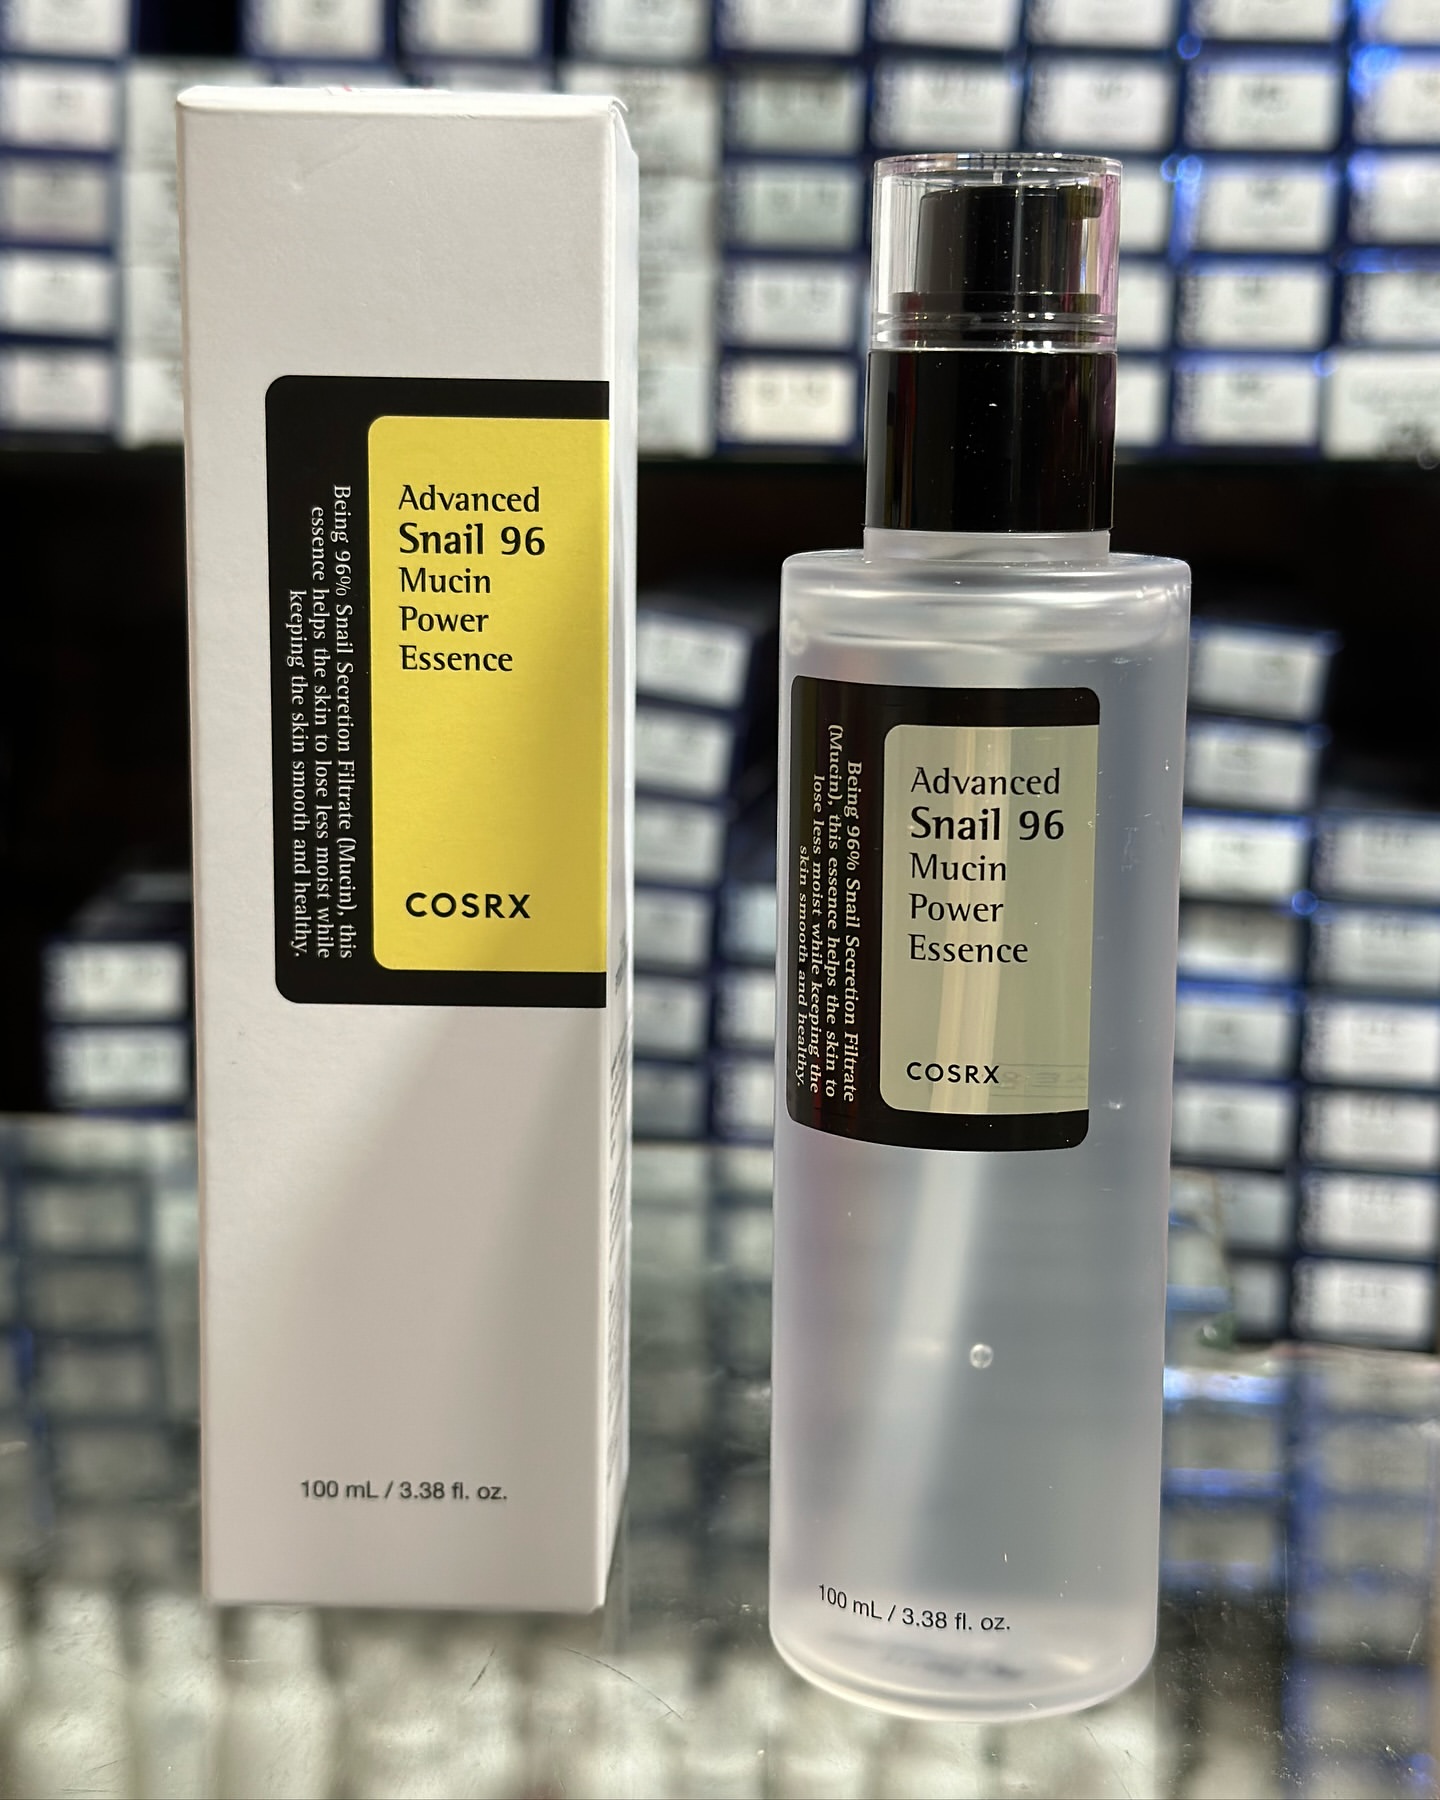 Advanced
Snail 96
Mucin
Power
Essence
COSRX
Being 96% Snail Secretion Filtrate (Mucin), this
essence helps the skin to lose less moist while
keeping the skin smooth and healthy.
100 mL / 3.38 fl. oz.
Advanced
Snail 96
Mucin
Power
Essence
COSRX
Being 96% Snail Secretion Filtrate
(Mucin), this essence helps the skin to
lose less moist while keeping the
skin smooth and healthy.
100 mL / 3.38 fl. oz.